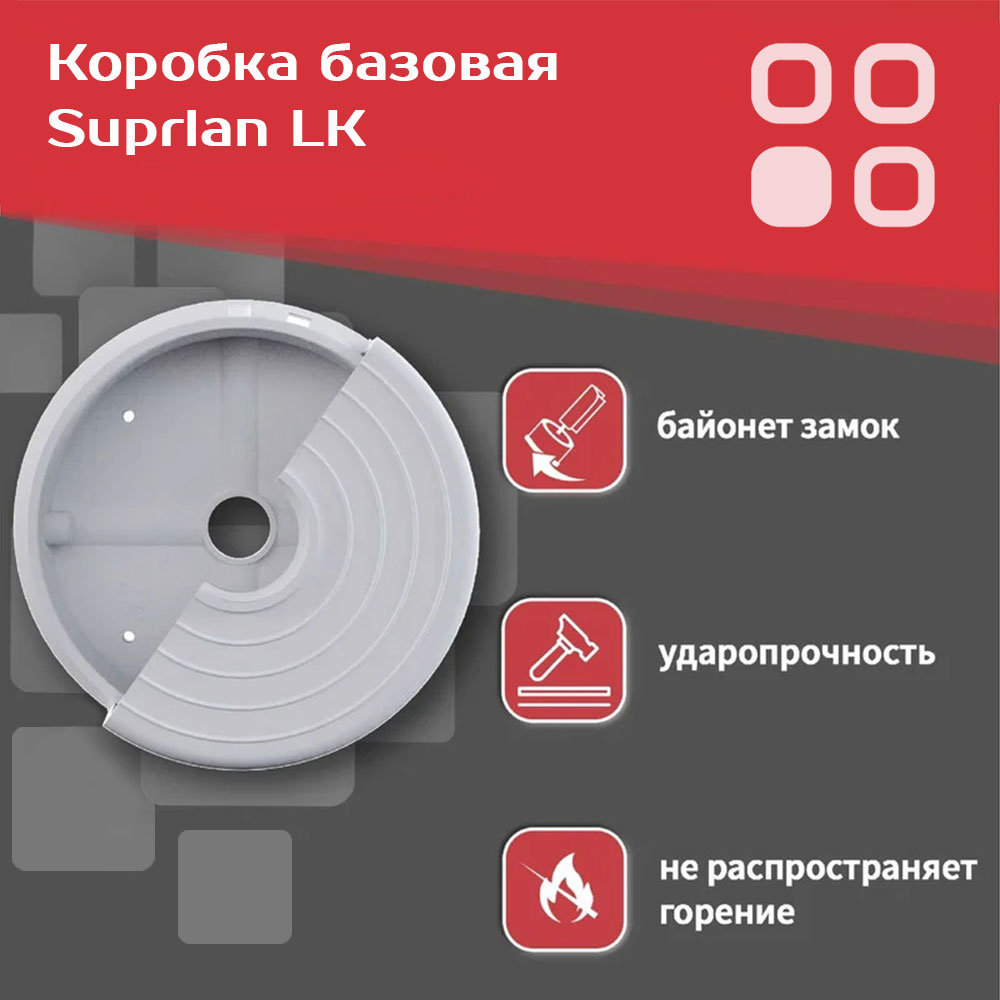 Коробка базовая
Suprlan LK
байонет замок
ударопрочность
не распространяет
горение